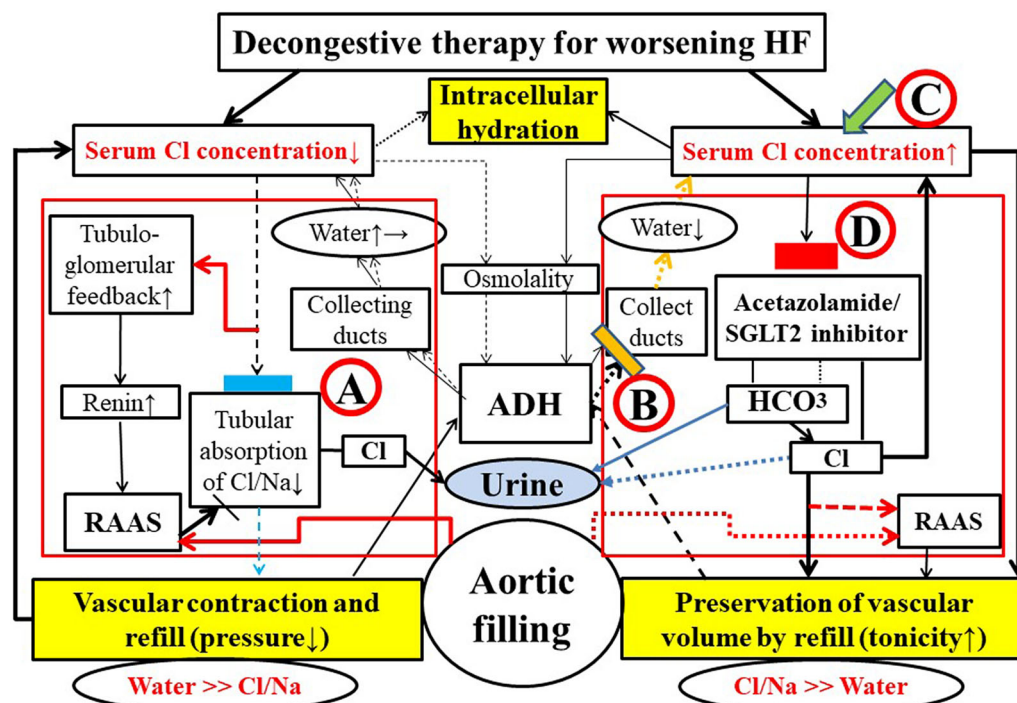 Decongestive therapy for worsening HF
Intracellular
hydration
C
Serum Cl concentration↓
Serum Cl concentration↑
Tubulo-
glomerular
feedback↑
Water↑→
Water↓
D
Osmolality
Collecting
ducts
Collect
ducts
Acetazolamide/
SGLT2 inhibitor
Renin↑
A
ADH
B
HCO3
Tubular
absorption
of Cl/Na↓
Cl
Cl
Urine
RAAS
RAAS
Aortic
filling
Vascular contraction and
refill (pressure↓)
Preservation of vascular
volume by refill (tonicity↑)
Water >> Cl/Na
Cl/Na >> Water